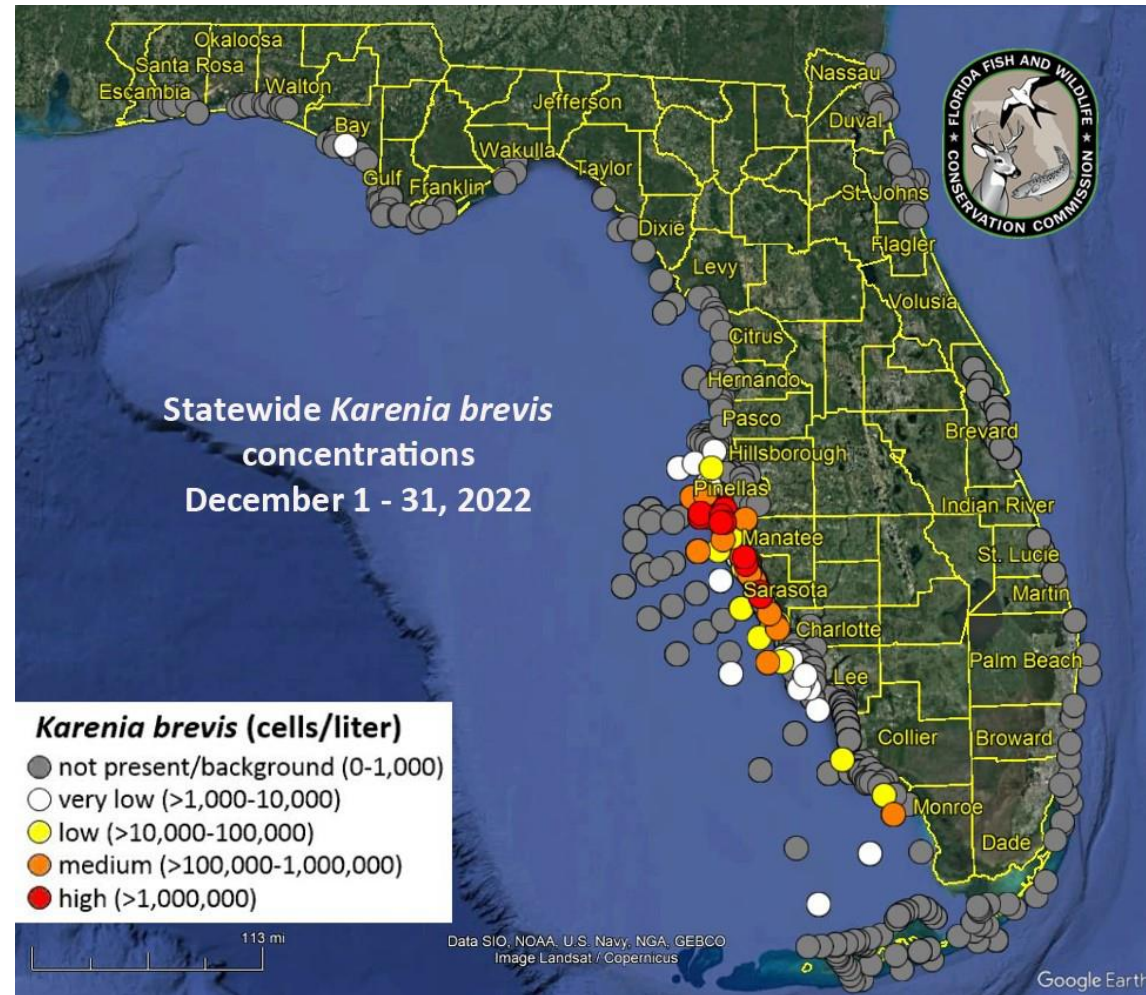 Okaloosa
Santa Rosa
Escambia
Walton
Bay
Jefferson
Wakulla
Gulf
Franklin
Taylor
Dixie
Nassau
Duval
St. Johns
Flagler
Levy
Volusia
Citrus
Hernando
Pasco
Brevard
Hillsborough
Pinellas
Indian River
Manatee
St. Lucie
Sarasota
Martin
Charlotte
Palm Beach
Lee
Collier
Broward
Monroe
Dade
FLORIDA FISH AND WILDLIFE
CONSERVATION COMMISSION
Statewide Karenia brevis
concentrations
December 1 - 31, 2022
Karenia brevis (cells/liter)
not present/background (0-1,000)
very low (>1,000-10,000)
low (>10,000-100,000)
medium (>100,000-1,000,000)
high (>1,000,000)
113 mi
Data SIO, NOAA, U.S. Navy, NGA, GEBCO
Image Landsat / Copernicus
Google Earth